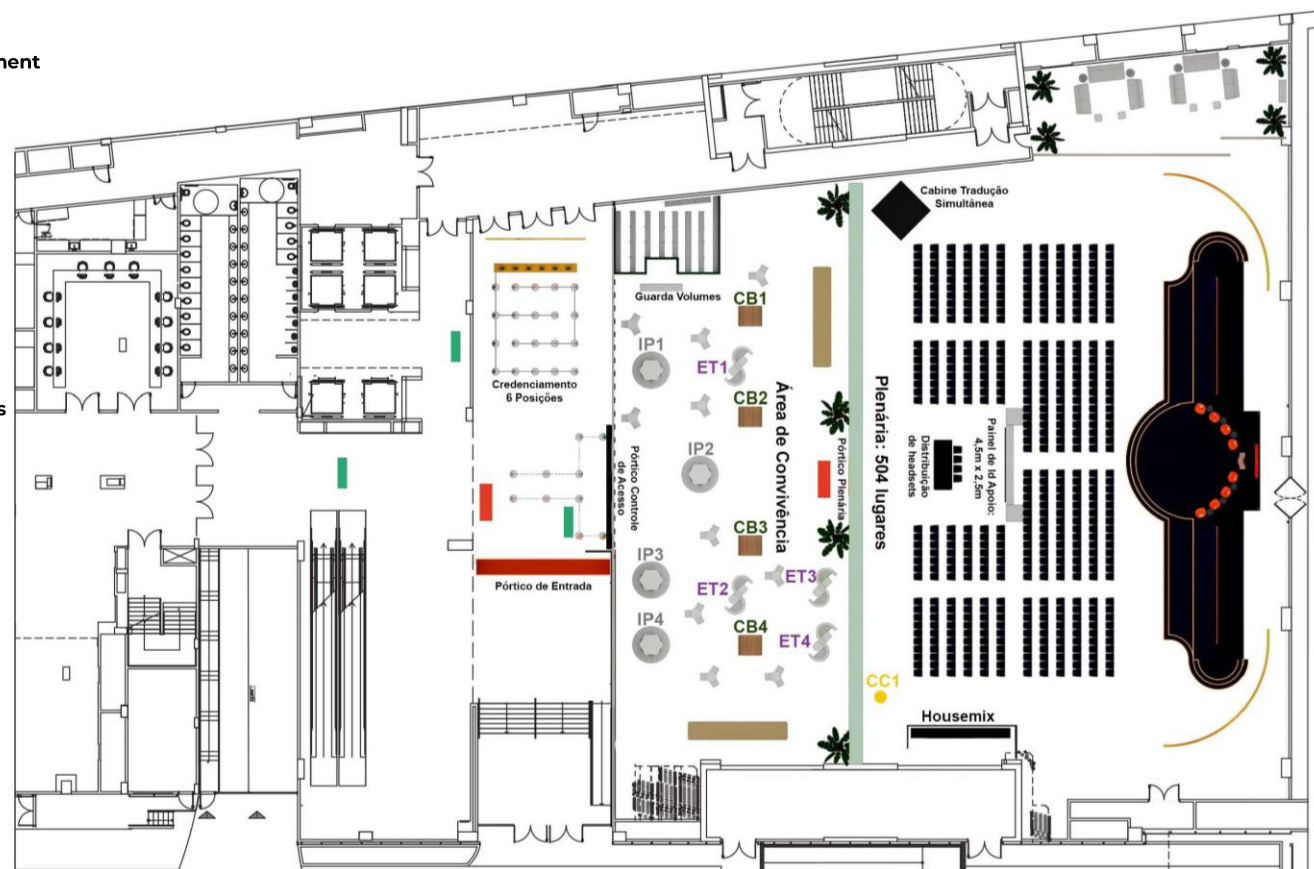 ment
s
Cabine Tradução
Simultânea
Guarda Volumes
CB1
IP1
ET1
Credenciamento
6 Posições
CB2
Área de Convivência
Plenária: 504 lugares
Pórtico Plenária
Distribuição
de headsets
Painel de Id Apoio:
4,5m x 2,5m
IP2
Pórtico Controle
de Acesso
CB3
IP3
Pórtico de Entrada
ET2
ET3
IP4
CB4
ET4
CC1
Housemix